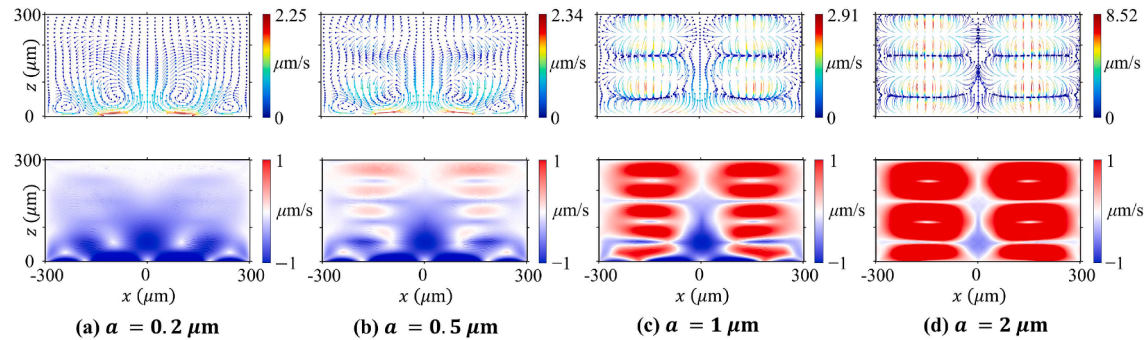 300 2.25 2.34 2.91 8.52
z (μm) μm/s μm/s μm/s μm/s
0 0 0 0 0
300 1 1 1 1
z (μm) μm/s μm/s μm/s μm/s
0 −1 −1 −1 −1
-300 0 300 -300 0 300 -300 0 300 -300 0 300
x (μm) x (μm) x (μm) x (μm)
(a) a = 0.2 μm (b) a = 0.5 μm (c) a = 1 μm (d) a = 2 μm